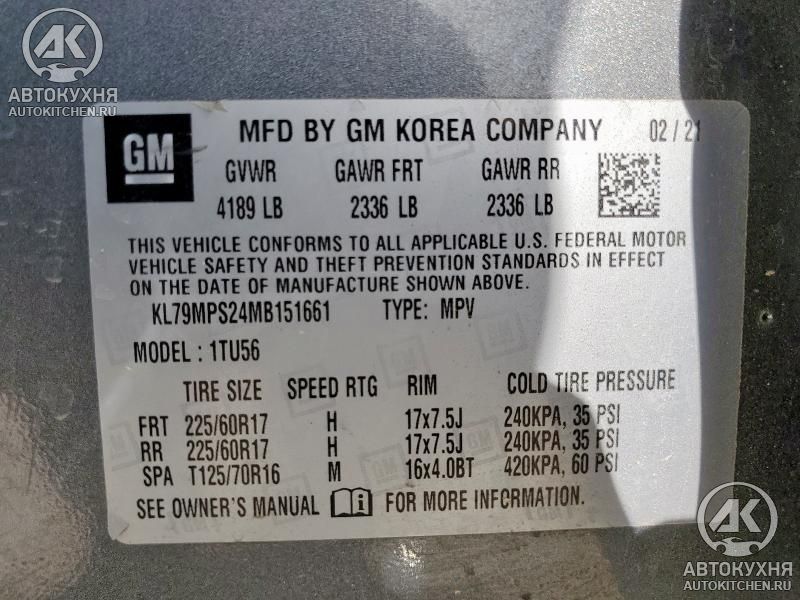 AK
АВТОКУХНЯ
AUTOKITCHEN.RU
GM
MFD BY GM KOREA COMPANY 02 / 21
GVWR GAWR FRT GAWR RR
4189 LB 2336 LB 2336 LB
THIS VEHICLE CONFORMS TO ALL APPLICABLE U.S. FEDERAL MOTOR
VEHICLE SAFETY AND THEFT PREVENTION STANDARDS IN EFFECT
ON THE DATE OF MANUFACTURE SHOWN ABOVE.
KL79MPS24MB151661 TYPE: MPV
MODEL : 1TU56
TIRE SIZE SPEED RTG RIM COLD TIRE PRESSURE
FRT 225/60R17 H 17x7.5J 240KPA, 35 PSI
RR 225/60R17 H 17x7.5J 240KPA, 35 PSI
SPA T125/70R16 M 16x4.0BT 420KPA, 60 PSI
SEE OWNER'S MANUAL FOR MORE INFORMATION.
AK
АВТОКУХНЯ
AUTOKITCHEN.RU